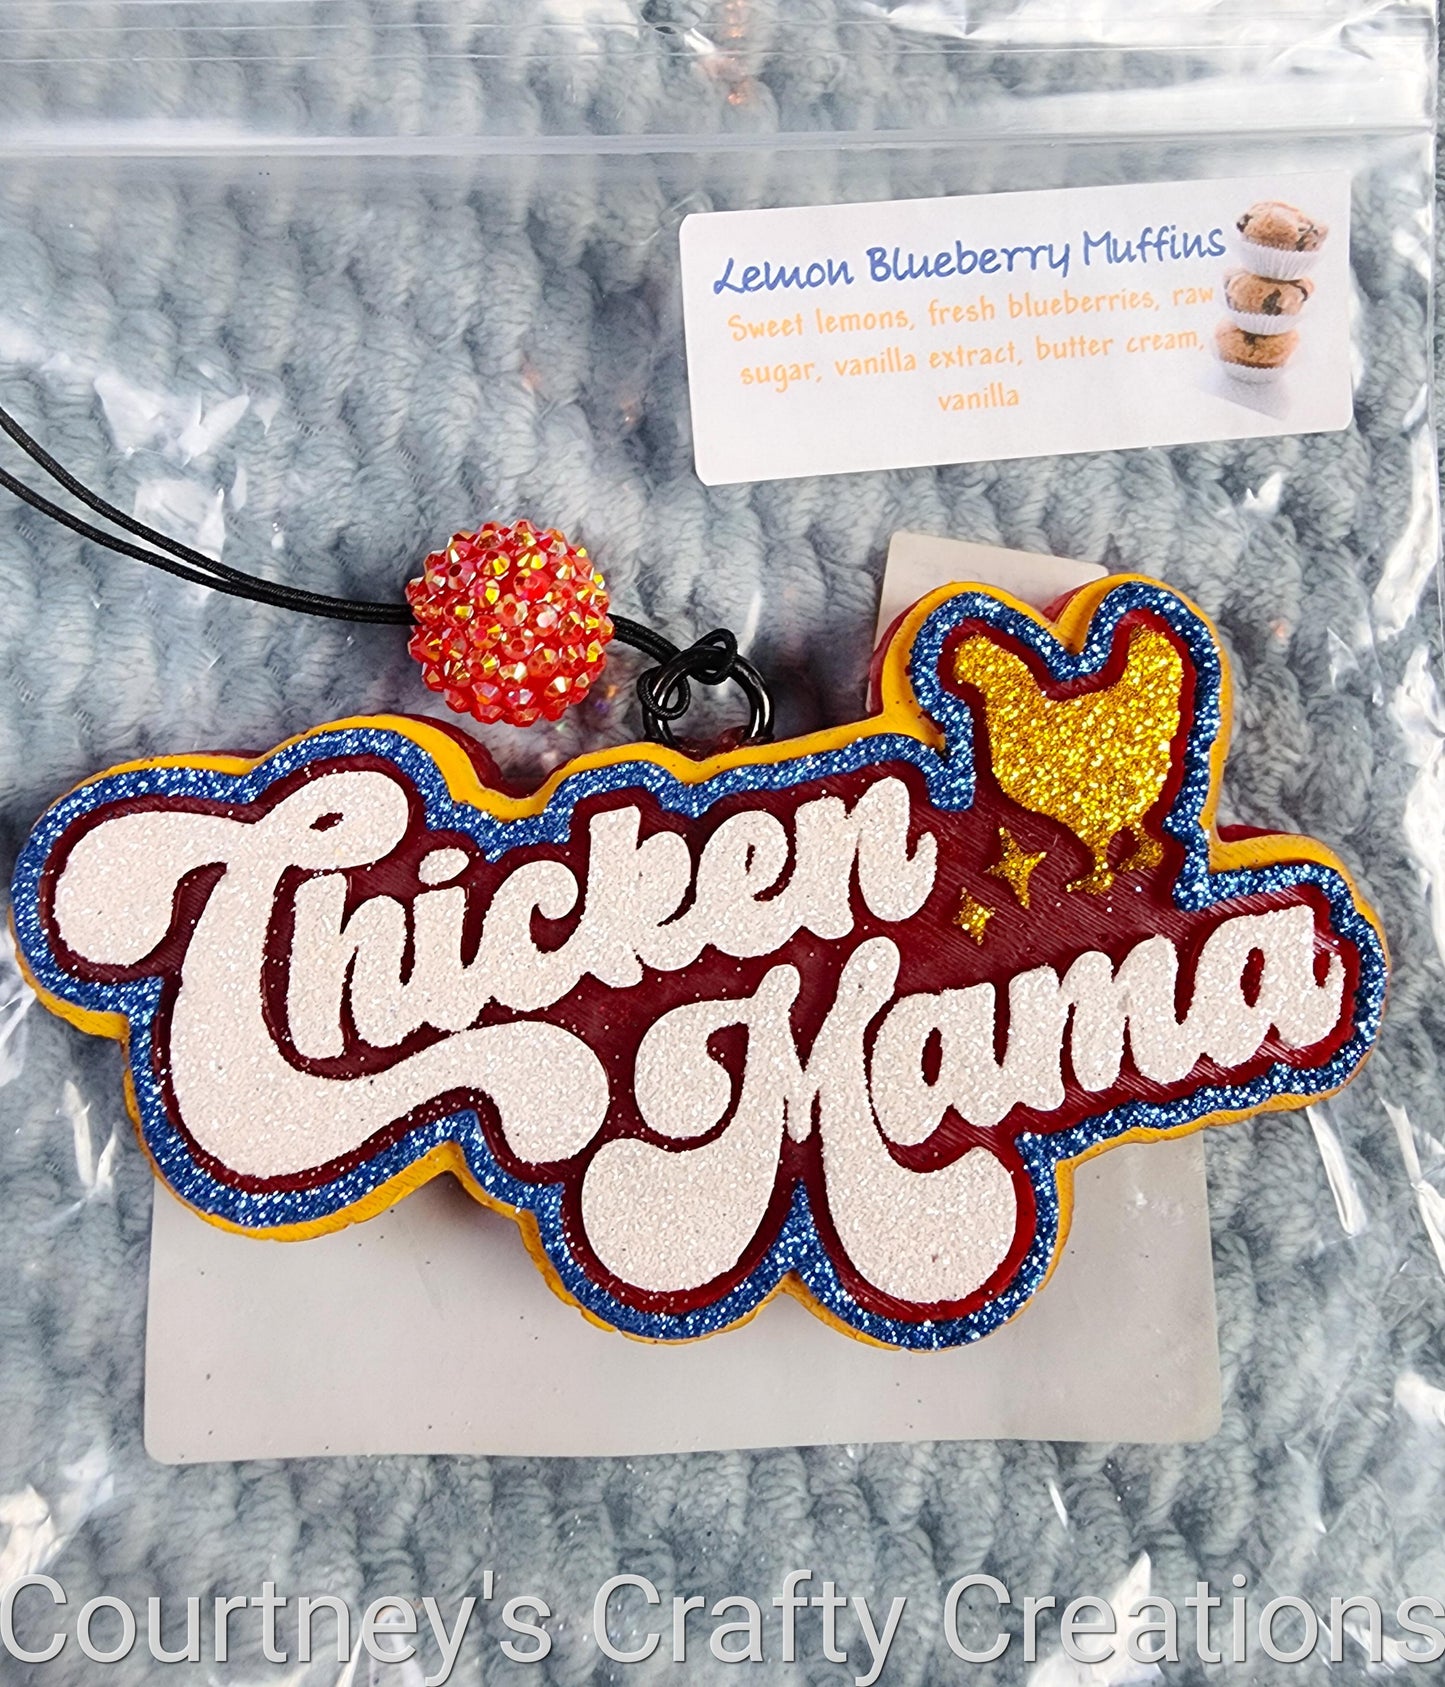 Lemon Blueberry Muffins
Sweet lemons, fresh blueberries, raw
sugar, vanilla extract, butter cream,
vanilla
Chicken
Mama
Courtney's Crafty Creations